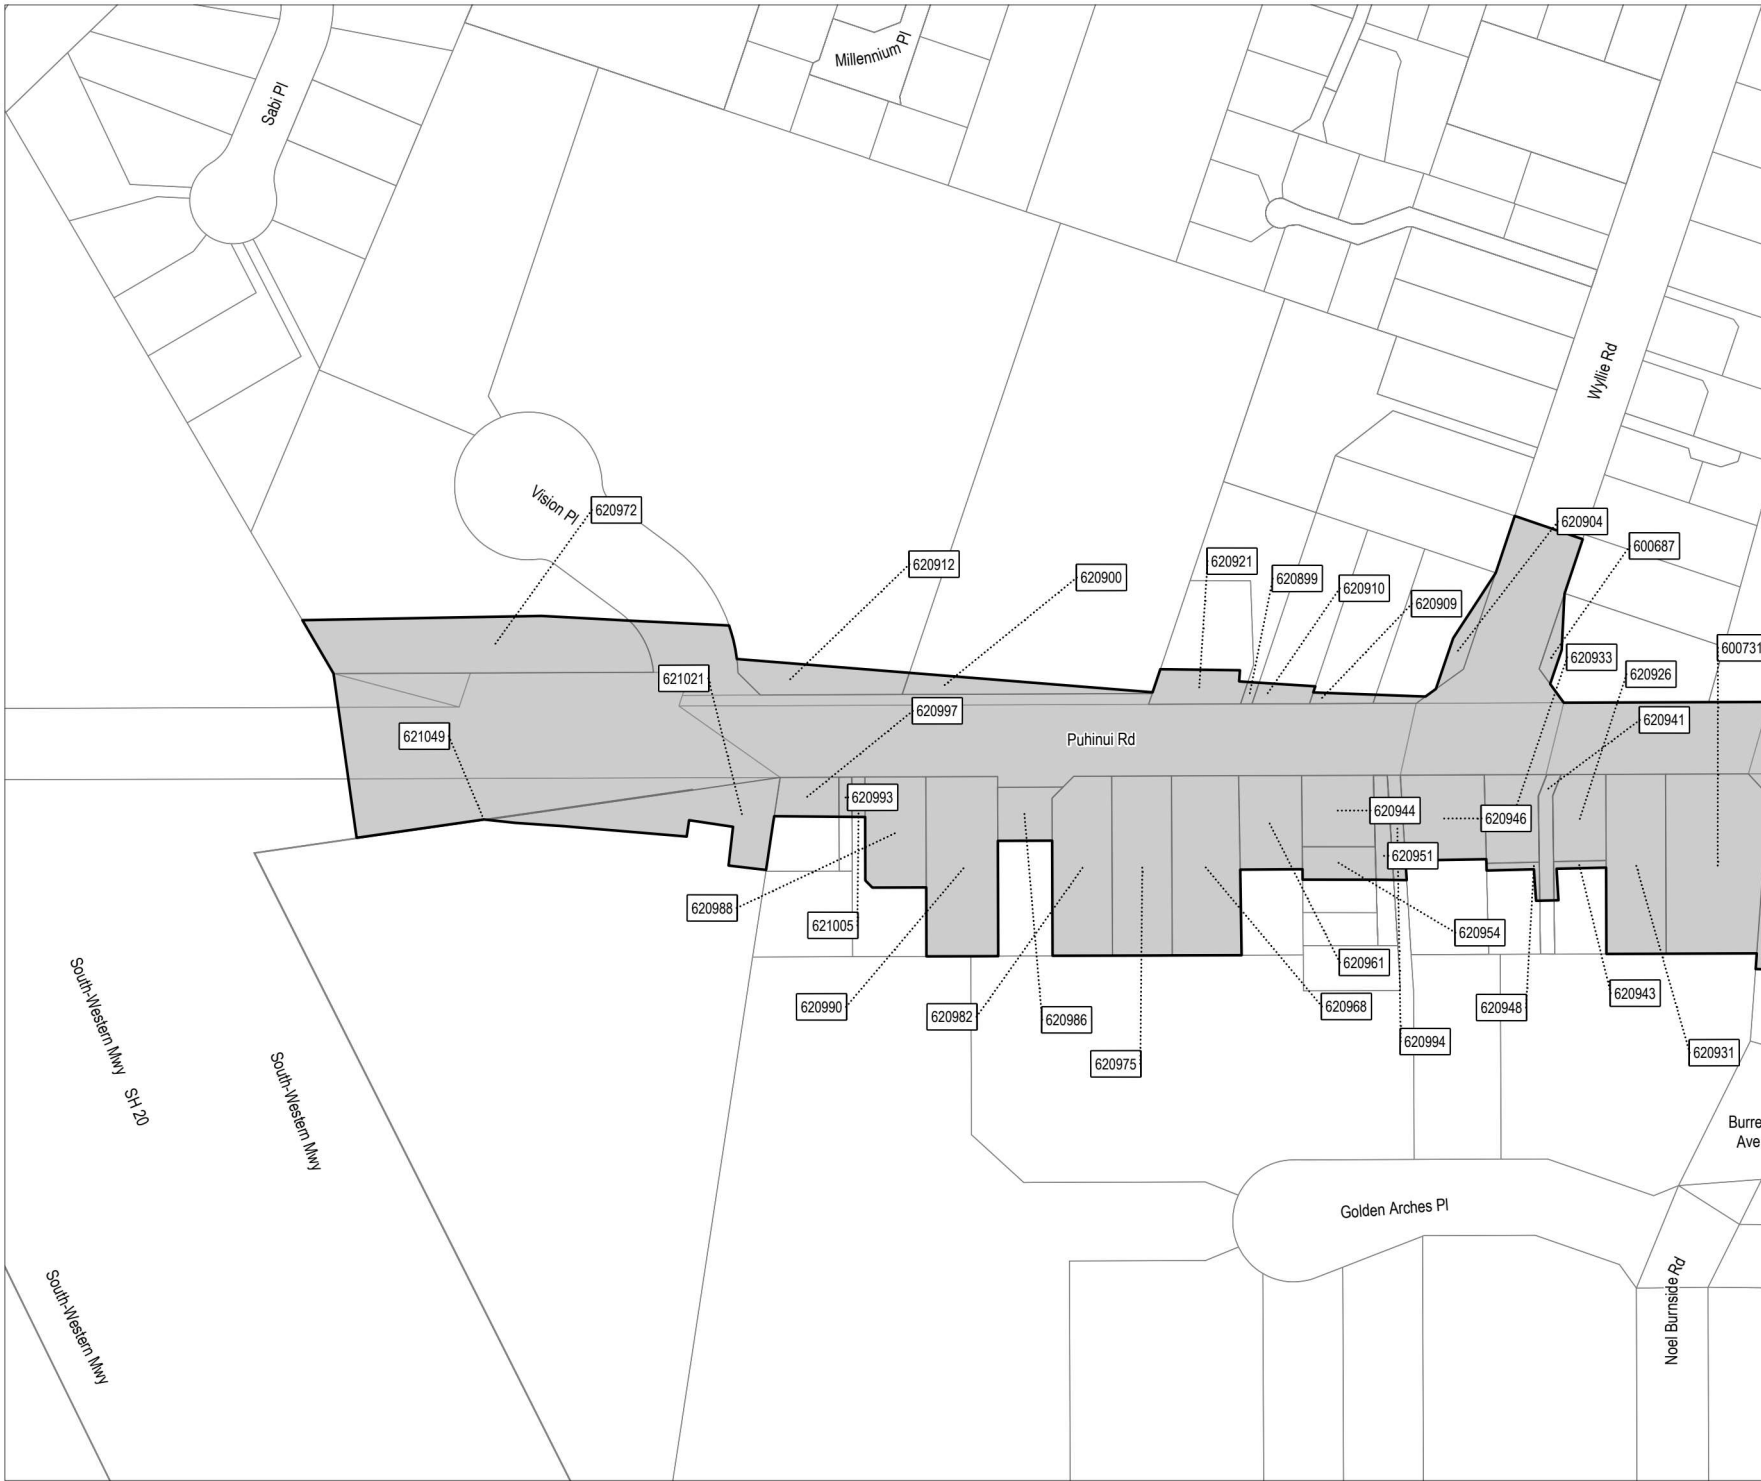 Millennium Pl
Sabi Pl
Wyllie Rd
Vision Pl
620972
620904
600687
620912
620921
620900
620899
620910
620909
600731
620933
620926
621021
620997
620941
621049
Puhinui Rd
620993
620944
620946
620951
620988
621005
620954
620961
620990
620982
620986
620968
620948
620943
620994
620975
620931
South-Western Mwy
SH 20
South-Western Mwy
Burre
Ave
Golden Arches Pl
South-Western Mwy
Noel Burnside Rd